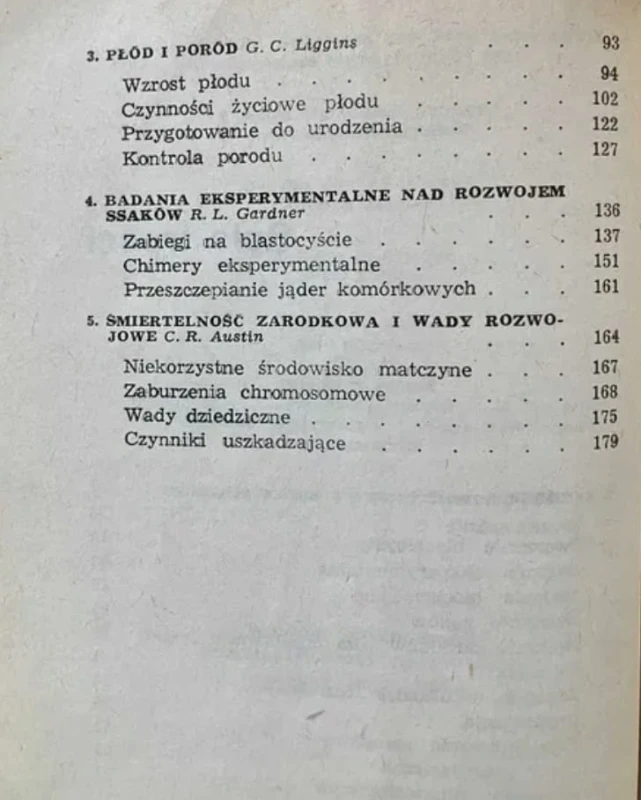 3. PŁÓD I PORÓD G. C. Liggins . . . 93
Wzrost płodu . . . . . . . . . 94
Czynności życiowe płodu . . . . . 102
Przygotowanie do urodzenia . . . . . 122
Kontrola porodu . . . . . . . 127
4. BADANIA EKSPERYMENTALNE NAD ROZWOJEM
SSAKÓW R. L. Gardner . . . 136
Zabiegi na blastocyście . . . . . . 137
Chimery eksperymentalne . . . . . 151
Przeszczepianie jąder komórkowych . . . 161
5. ŚMIERTELNOŚĆ ZARODKOWA I WADY ROZWO-
JOWE C. R. Austin . . . 164
Niekorzystne środowisko matczyne . . . 167
Zaburzenia chromosomowe . . . . . 168
Wady dziedziczne . . . . . . . . 175
Czynniki uszkadzające . . . . . . 179